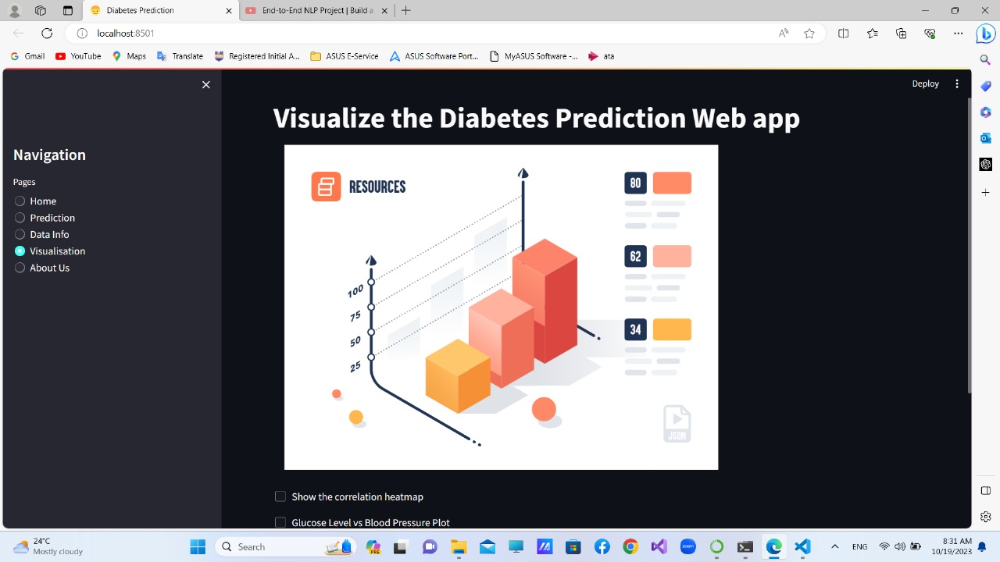 Diabetes Prediction
End-to-End NLP Project | Build a
localhost:8501
Gmail
YouTube
Maps
Translate
Registered Initial A...
ASUS E-Service
ASUS Software Port...
MyASUS Software -...
ata
Deploy
Visualize the Diabetes Prediction Web app
Navigation
Pages
Home
Prediction
Data Info
Visualisation
About Us
RESOURCES
100
75
50
25
80
62
34
JSON
Show the correlation heatmap
Glucose Level vs Blood Pressure Plot
24°C
Mostly cloudy
Search
PRE
zoom
ENG
8:31 AM
10/19/2023